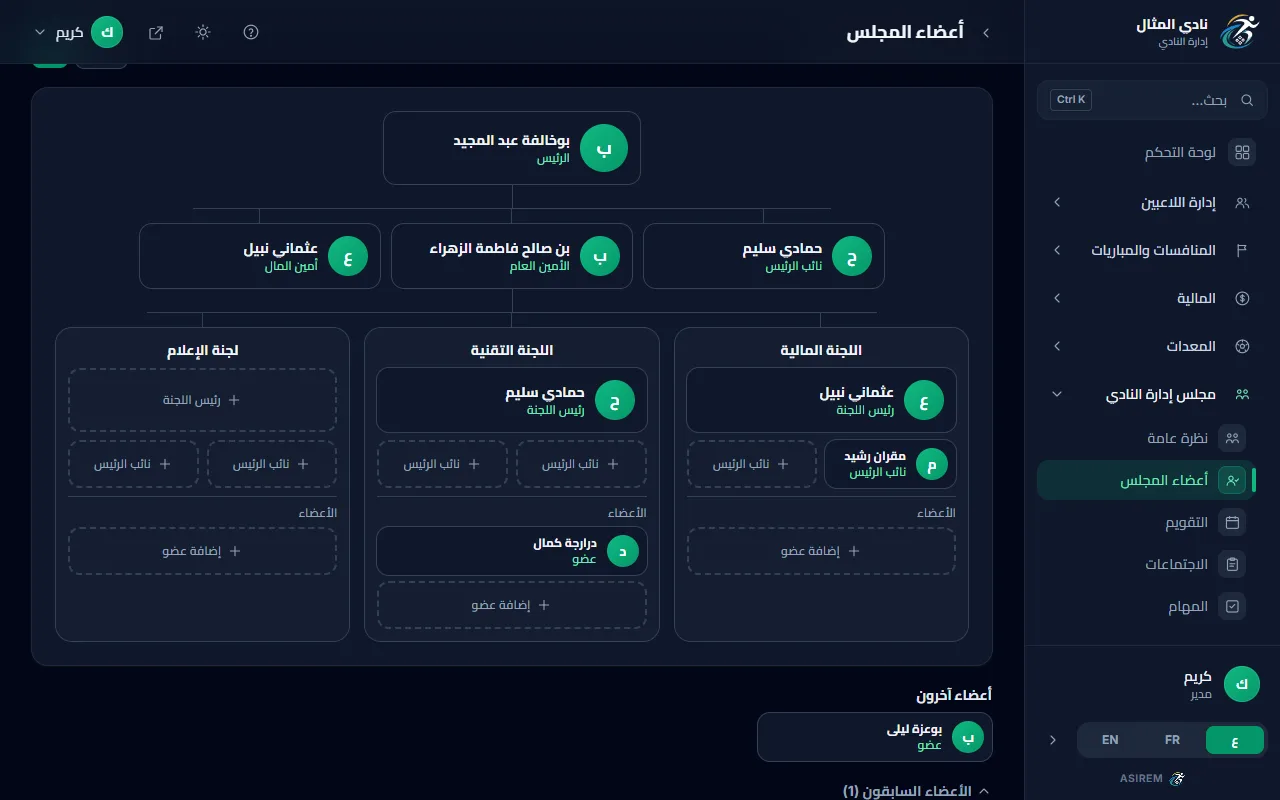 نادي المثال
إدارة النادي
بحث...
Ctrl K
لوحة التحكم
إدارة اللاعبين
المنافسات والمباريات
المالية
المعدات
مجلس إدارة النادي
نظرة عامة
أعضاء المجلس
التقويم
الاجتماعات
المهام
ك
كريم
مدير
ع
FR
EN
ASIREM
أعضاء المجلس
ك
كريم
ب
بوخالفة عبد المجيد
الرئيس
ح
حمادي سليم
نائب الرئيس
ب
بن صالح فاطمة الزهراء
الأمين العام
ع
عثماني نبيل
أمين المال
اللجنة المالية
ع
عثماني نبيل
رئيس اللجنة
م
مقران رشيد
نائب الرئيس
+ نائب الرئيس
الأعضاء
+ إضافة عضو
اللجنة التقنية
ح
حمادي سليم
رئيس اللجنة
+ نائب الرئيس
+ نائب الرئيس
الأعضاء
د
درارجة كمال
عضو
+ إضافة عضو
لجنة الإعلام
+ رئيس اللجنة
+ نائب الرئيس
+ نائب الرئيس
الأعضاء
+ إضافة عضو
أعضاء آخرون
ب
بوعزة ليلى
عضو
الأعضاء السابقون (1)